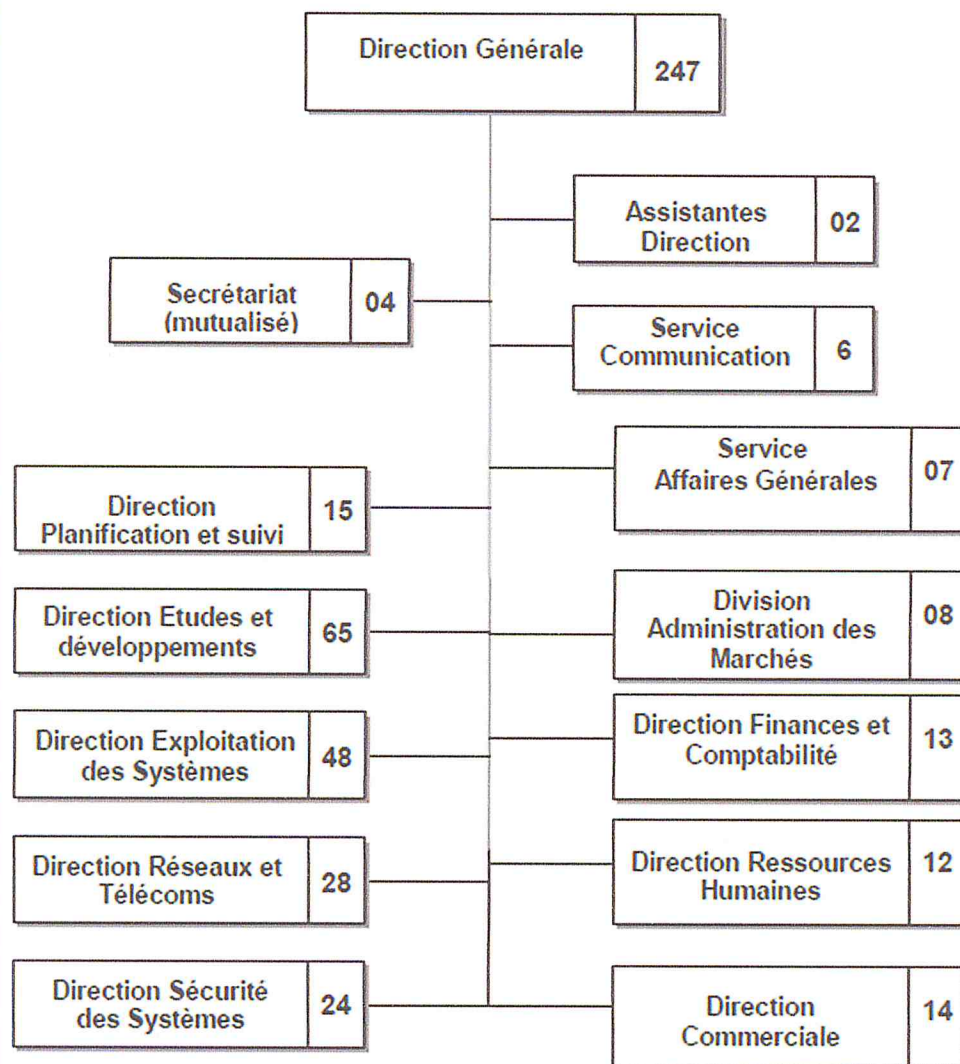 Direction Générale
247
Assistantes
Direction
02
Secrétariat
(mutualisé)
04
Service
Communication
6
Service
Affaires Générales
07
Direction
Planification et suivi
15
Division
Administration des
Marchés
08
Direction Etudes et
développements
65
Direction Finances et
Comptabilité
13
Direction Exploitation
des Systèmes
48
Direction Ressources
Humaines
12
Direction Réseaux et
Télécoms
28
Direction Sécurité
des Systèmes
24
Direction
Commerciale
14